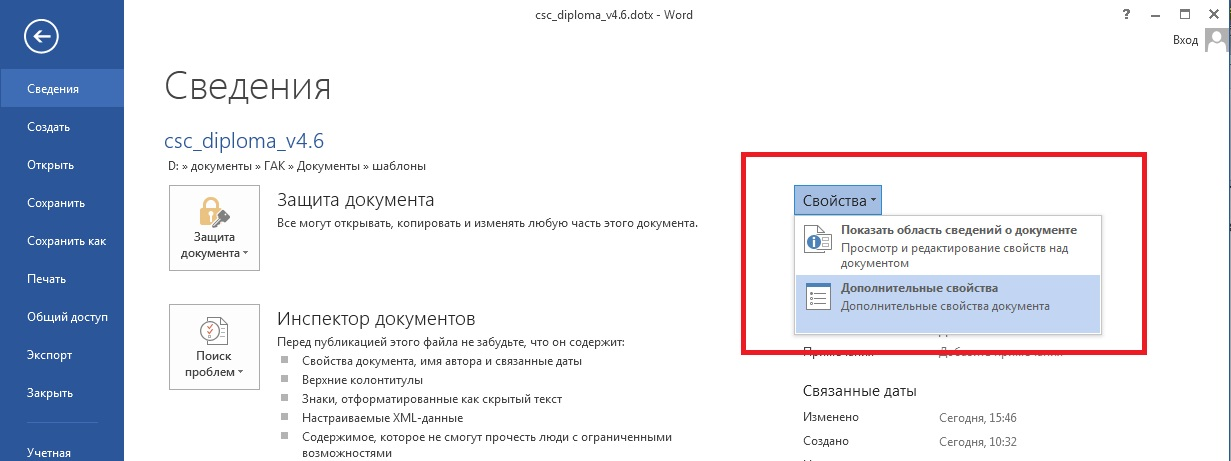 csc_diploma_v4.6.dotx - Word
?
Вход
Сведения
Создать
Открыть
Сохранить
Сохранить как
Печать
Общий доступ
Экспорт
Закрыть
Учетная
Сведения
csc_diploma_v4.6
D: » документы » ГАК » Документы » шаблоны
Защита документа
Защита документа
Все могут открывать, копировать и изменять любую часть этого документа.
Поиск проблем
Инспектор документов
Перед публикацией этого файла не забудьте, что он содержит:
Свойства документа, имя автора и связанные даты
Верхние колонтитулы
Знаки, отформатированные как скрытый текст
Настраиваемые XML-данные
Содержимое, которое не смогут прочесть люди с ограниченными
возможностями
Свойства
Показать область сведений о документе
Просмотр и редактирование свойств над
документом
Дополнительные свойства
Дополнительные свойства документа
Примечания Добавить примечания
Связанные даты
Изменено Сегодня, 15:46
Создано Сегодня, 10:32